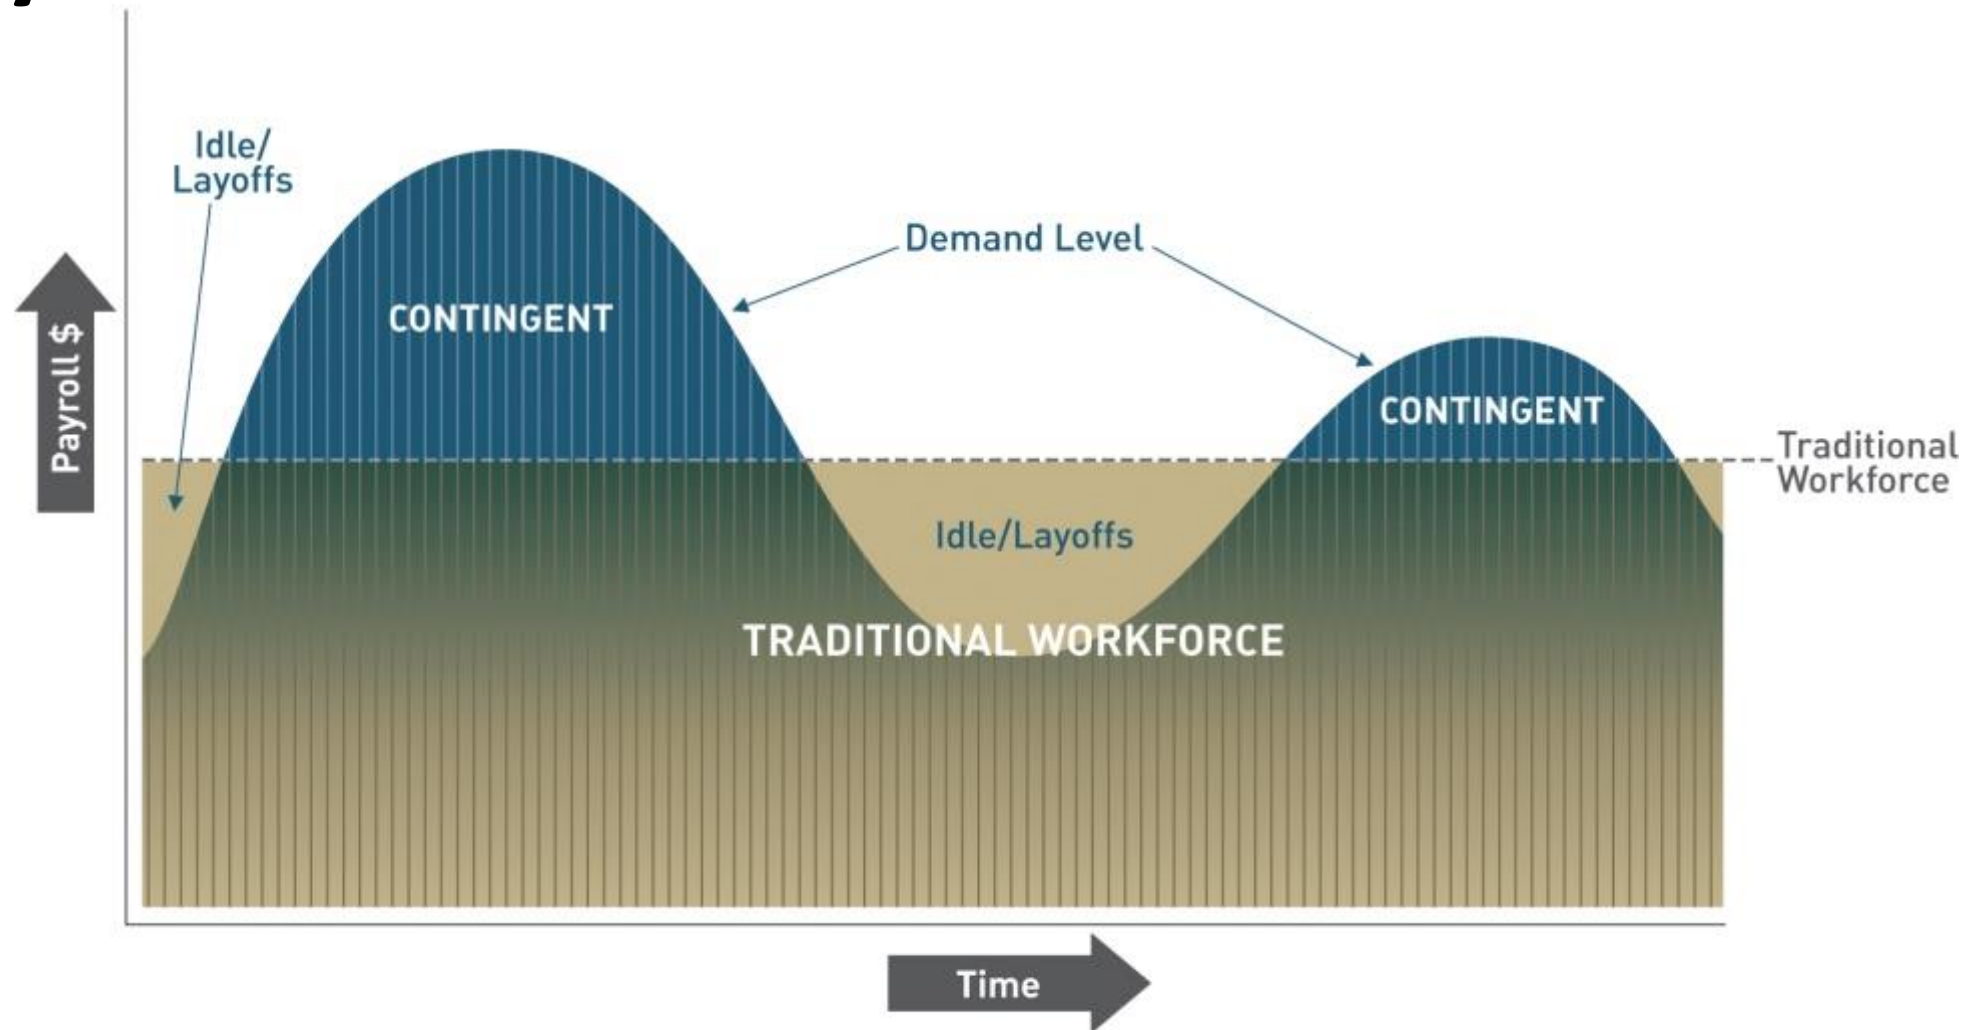 Idle/
Layoffs
Demand Level
CONTINGENT
CONTINGENT
Payroll $
Traditional
Workforce
Idle/Layoffs
TRADITIONAL WORKFORCE
Time